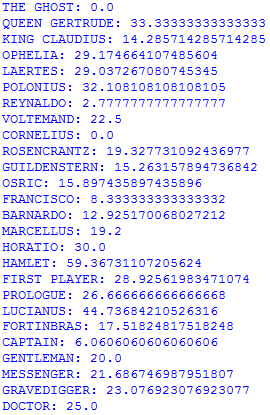 THE GHOST: 0.0
QUEEN GERTRUDE: 33.33333333333333
KING CLAUDIUS: 14.285714285714285
OPHELIA: 29.174664107485604
LAERTES: 29.037267080745345
POLONIUS: 32.108108108108105
REYNALDO: 2.7777777777777777
VOLTEMAND: 22.5
CORNELIUS: 0.0
ROSENCRANTZ: 19.327731092436977
GUILDENSTERN: 15.263157894736842
OSRIC: 15.897435897435896
FRANCISCO: 8.333333333333332
BARNARDO: 12.925170068027212
MARCELLUS: 19.2
HORATIO: 30.0
HAMLET: 59.36731107205624
FIRST PLAYER: 28.92561983471074
PROLOGUE: 26.666666666666668
LUCIANUS: 44.73684210526316
FORTINBRAS: 17.51824817518248
CAPTAIN: 6.0606060606060606
GENTLEMAN: 20.0
MESSENGER: 21.686746987951807
GRAVEDIGGER: 23.076923076923077
DOCTOR: 25.0